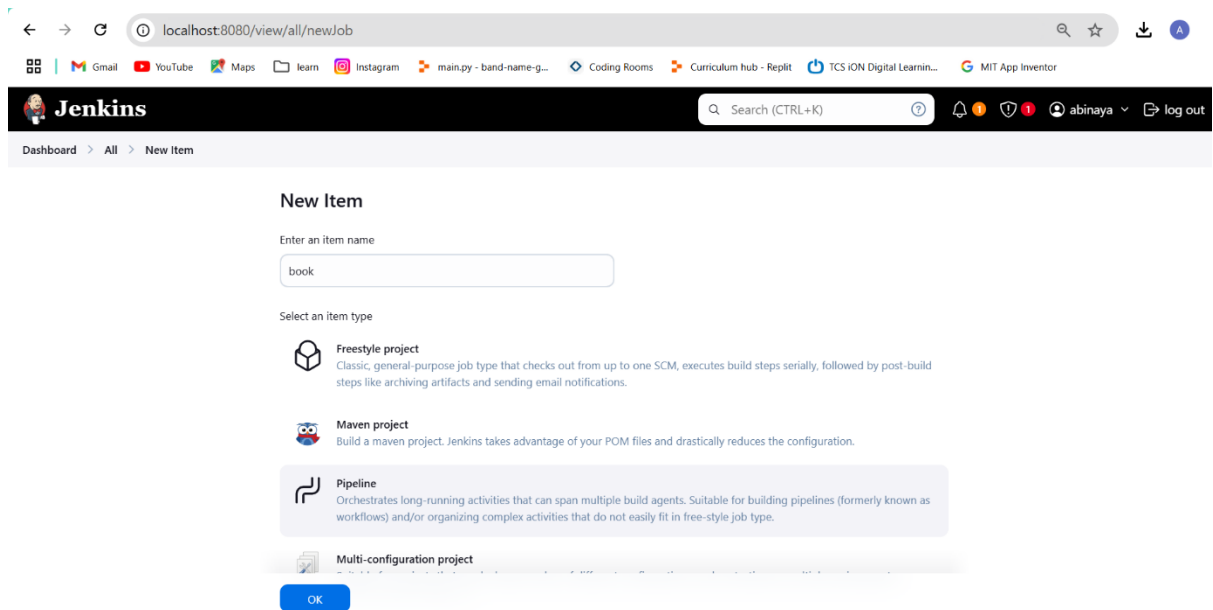 localhost:8080/view/all/newJob
A
Gmail YouTube Maps learn Instagram main.py - band-name-g... Coding Rooms Curriculum hub - Replit TCS iON Digital Learnin... MIT App Inventor
Jenkins Search (CTRL+K) ? 1 1 abinaya log out
Dashboard > All > New Item
New Item
Enter an item name
book
Select an item type
Freestyle project
Classic, general-purpose job type that checks out from up to one SCM, executes build steps serially, followed by post-build
steps like archiving artifacts and sending email notifications.
Maven project
Build a maven project. Jenkins takes advantage of your POM files and drastically reduces the configuration.
Pipeline
Orchestrates long-running activities that can span multiple build agents. Suitable for building pipelines (formerly known as
workflows) and/or organizing complex activities that do not easily fit in free-style job type.
Multi-configuration project
OK